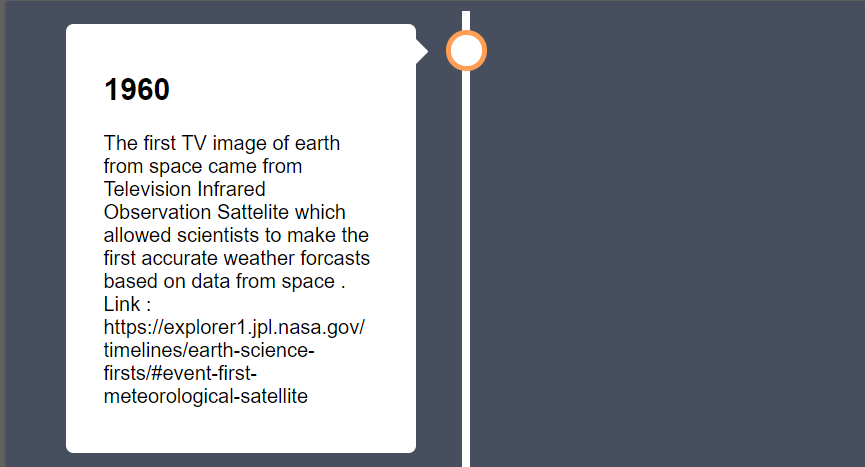 1960
The first TV image of earth
from space came from
Television Infrared
Observation Sattelite which
allowed scientists to make the
first accurate weather forcasts
based on data from space .
Link :
https://explorer1.jpl.nasa.gov/
timelines/earth-science-
firsts/#event-first-
meteorological-satellite